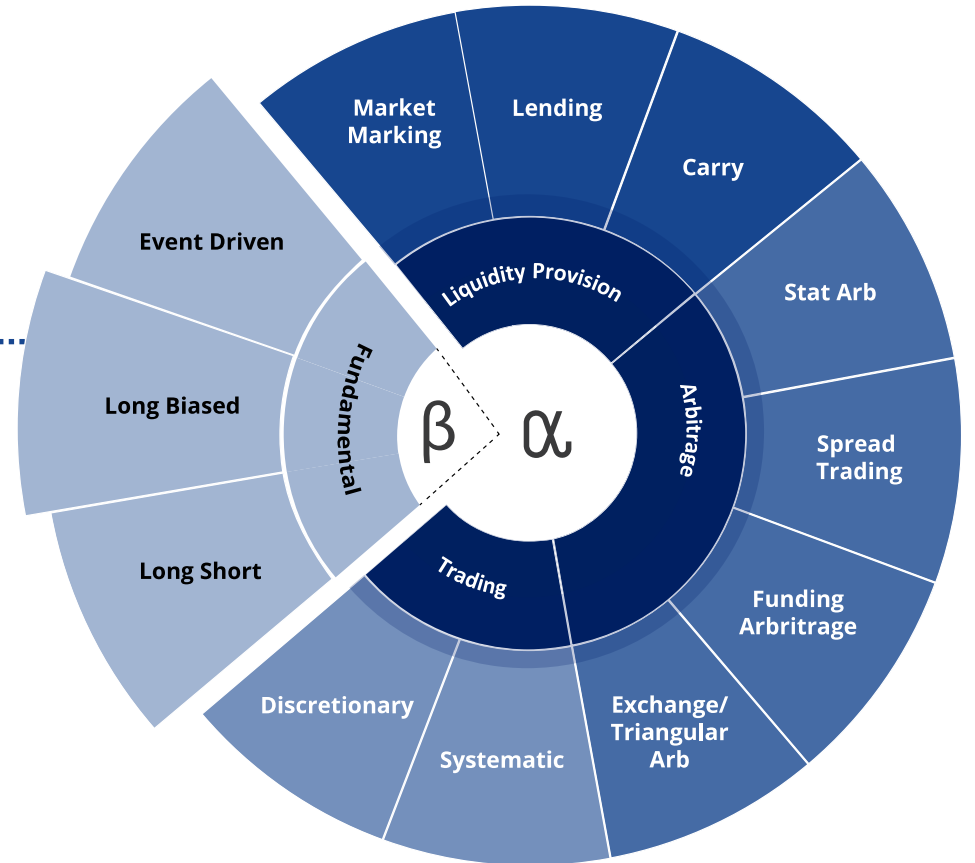 Market
Marking
Lending
Carry
Stat Arb
Spread
Trading
Funding
Arbritrage
Exchange/
Triangular
Arb
Systematic
Discretionary
Long Short
Long Biased
Event Driven
Liquidity Provision
Arbitrage
Trading
Fundamental
β
α